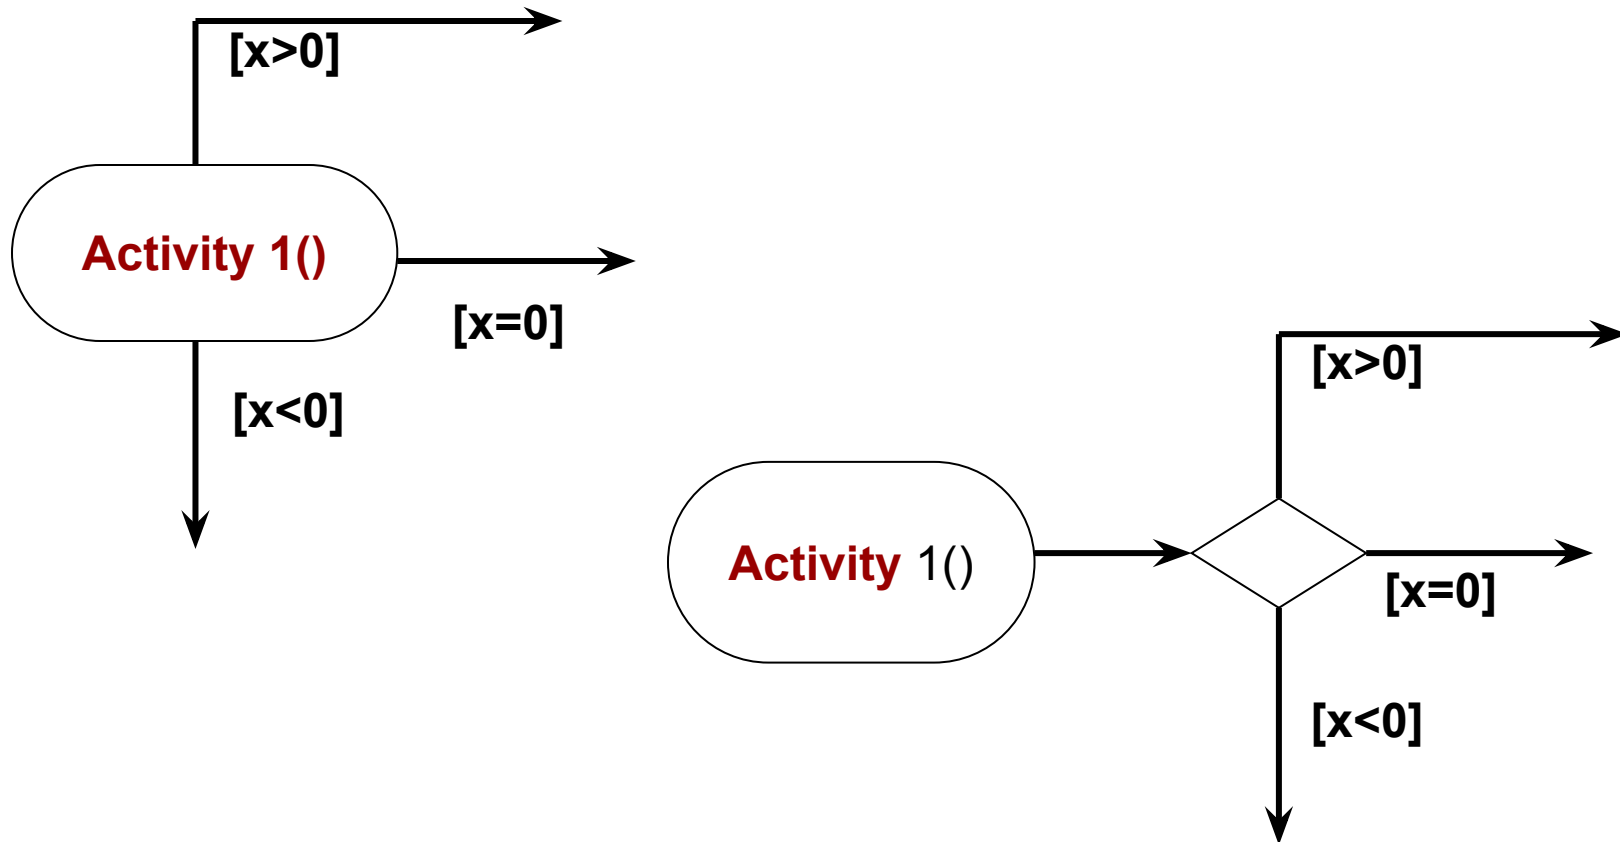 [x>0]
Activity 1()
[x=0]
[x<0]
[x>0]
Activity 1()
[x=0]
[x<0]